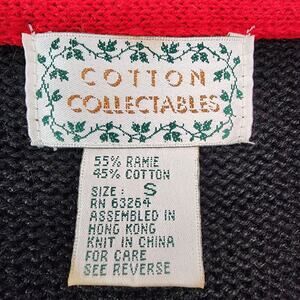 COTTON
COLLECTABLES
55% RAMIE
45% COTTON
SIZE : S
RN 63264
ASSEMBLED IN
HONG KONG
KNIT IN CHINA
FOR CARE
SEE REVERSE